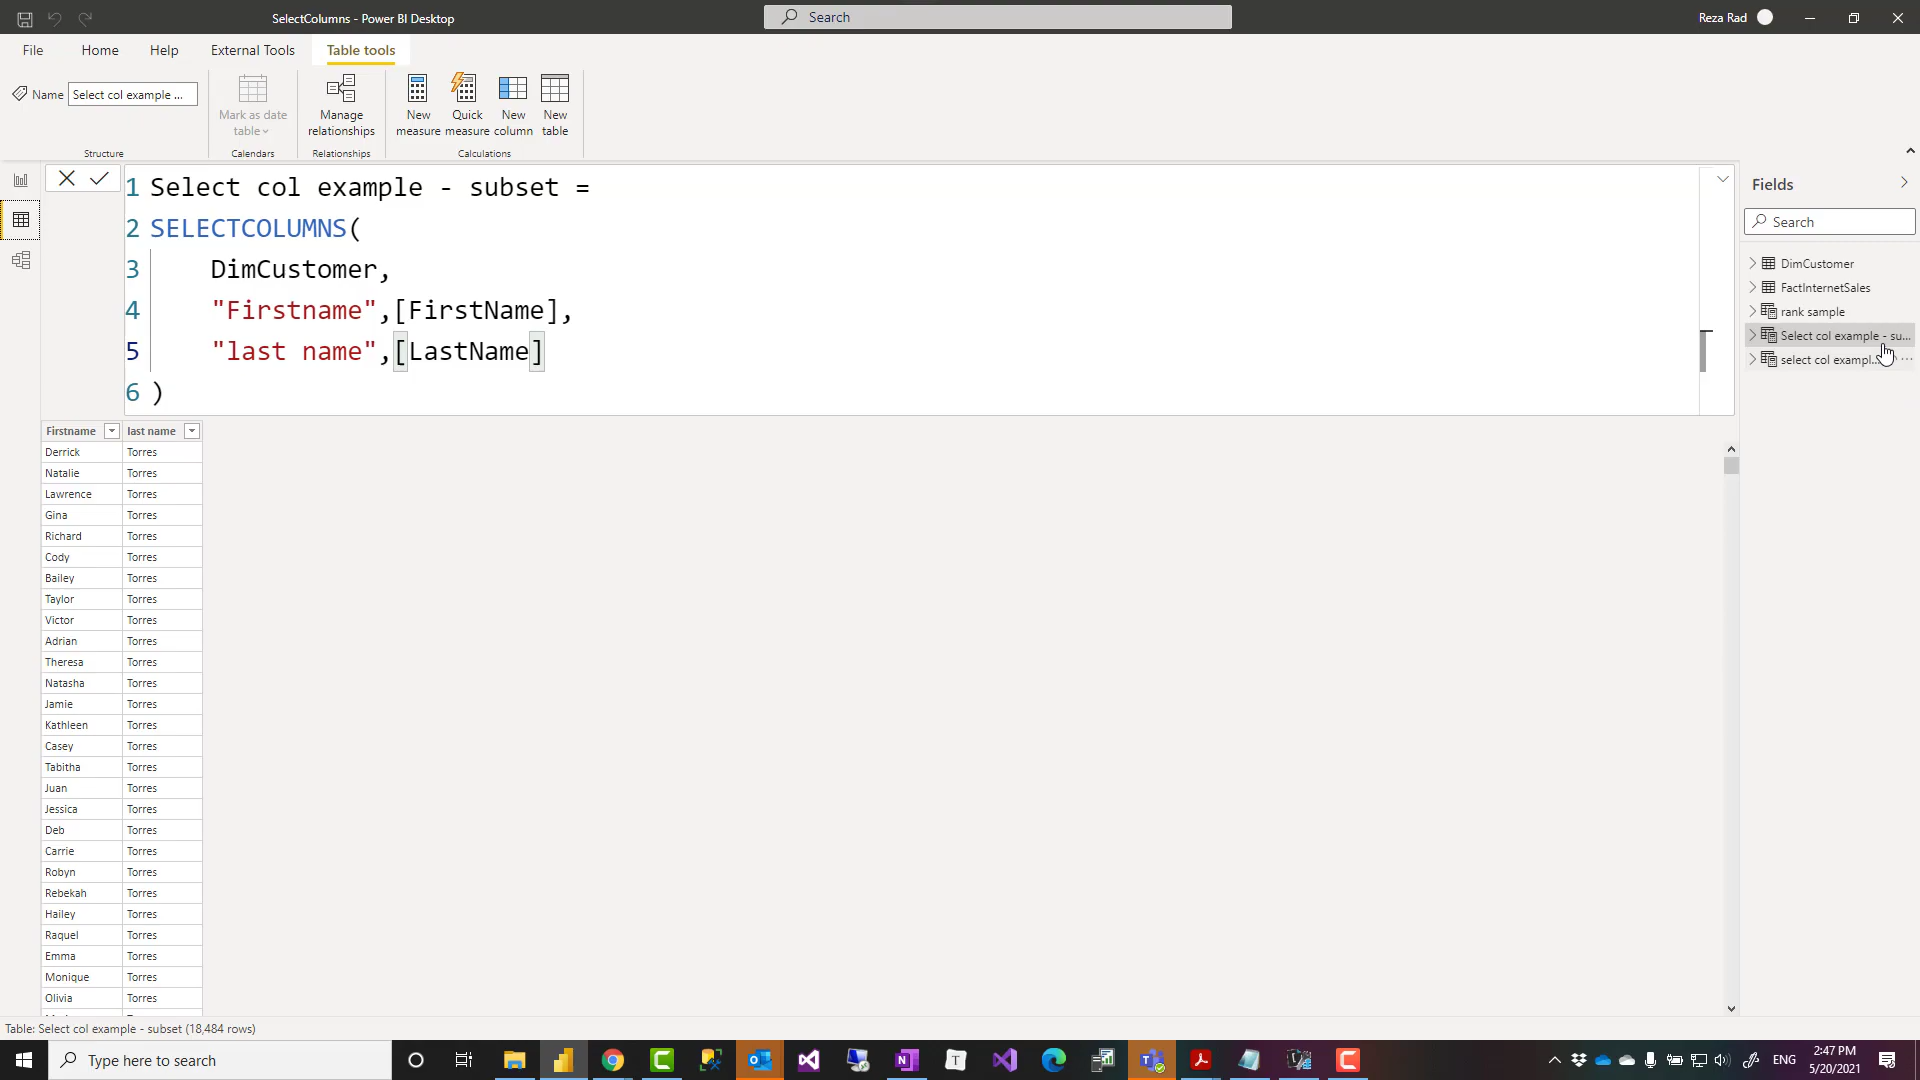 SelectColumns - Power BI Desktop
Search
Reza Rad
File Home Help External Tools Table tools
Name Select col example ...
Mark as date table
Manage relationships
New measure
Quick measure
New column
New table
Structure Calendars Relationships Calculations
1 Select col example - subset =
2 SELECTCOLUMNS(
3 DimCustomer,
4 "Firstname",[FirstName],
5 "last name",[LastName]
6 )
Fields
Search
DimCustomer
FactInternetSales
rank sample
Select col example - su...
select col exampl...
Firstname last name
Derrick Torres
Natalie Torres
Lawrence Torres
Gina Torres
Richard Torres
Cody Torres
Bailey Torres
Taylor Torres
Victor Torres
Adrian Torres
Theresa Torres
Natasha Torres
Jamie Torres
Kathleen Torres
Casey Torres
Tabitha Torres
Juan Torres
Jessica Torres
Deb Torres
Carrie Torres
Robyn Torres
Rebekah Torres
Hailey Torres
Raquel Torres
Emma Torres
Monique Torres
Olivia Torres
Table: Select col example - subset (18,484 rows)
Type here to search
ENG
2:47 PM
5/20/2021